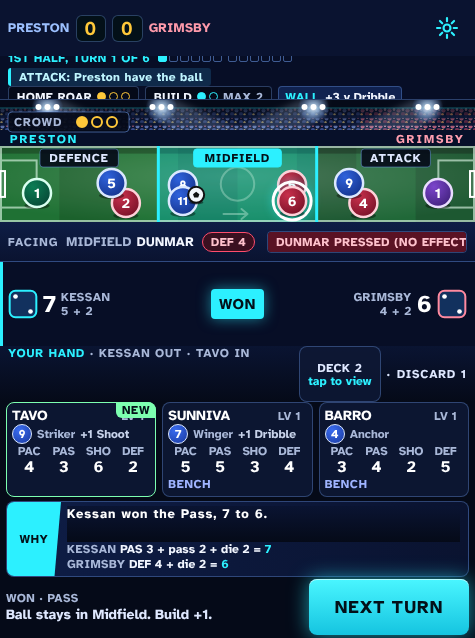 PRESTON 0 0 GRIMSBY
1ST HALF, TURN 1 OF 6
ATTACK: Preston have the ball
HOME ROAR BUILD MAX 2 WALL +3 v Dribble
CROWD
PRESTON GRIMSBY
DEFENCE MIDFIELD ATTACK
1 5 2 8 11 6 9 4 1
FACING MIDFIELD DUNMAR DEF 4 DUNMAR PRESSED (NO EFFECT
7 KESSAN
5 + 2
WON
GRIMSBY 6
4 + 2
YOUR HAND · KESSAN OUT · TAVO IN
DECK 2
tap to view
· DISCARD 1
NEW
TAVO
9 Striker +1 Shoot
PAC PAS SHO DEF
4 3 6 2
SUNNIVA LV 1
7 Winger +1 Dribble
PAC PAS SHO DEF
5 5 3 4
BENCH
BARRO LV 1
4 Anchor
PAC PAS SHO DEF
3 4 2 5
BENCH
WHY
Kessan won the Pass, 7 to 6.
KESSAN PAS 3 + pass 2 + die 2 = 7
GRIMSBY DEF 4 + die 2 = 6
WON · PASS
Ball stays in Midfield. Build +1.
NEXT TURN